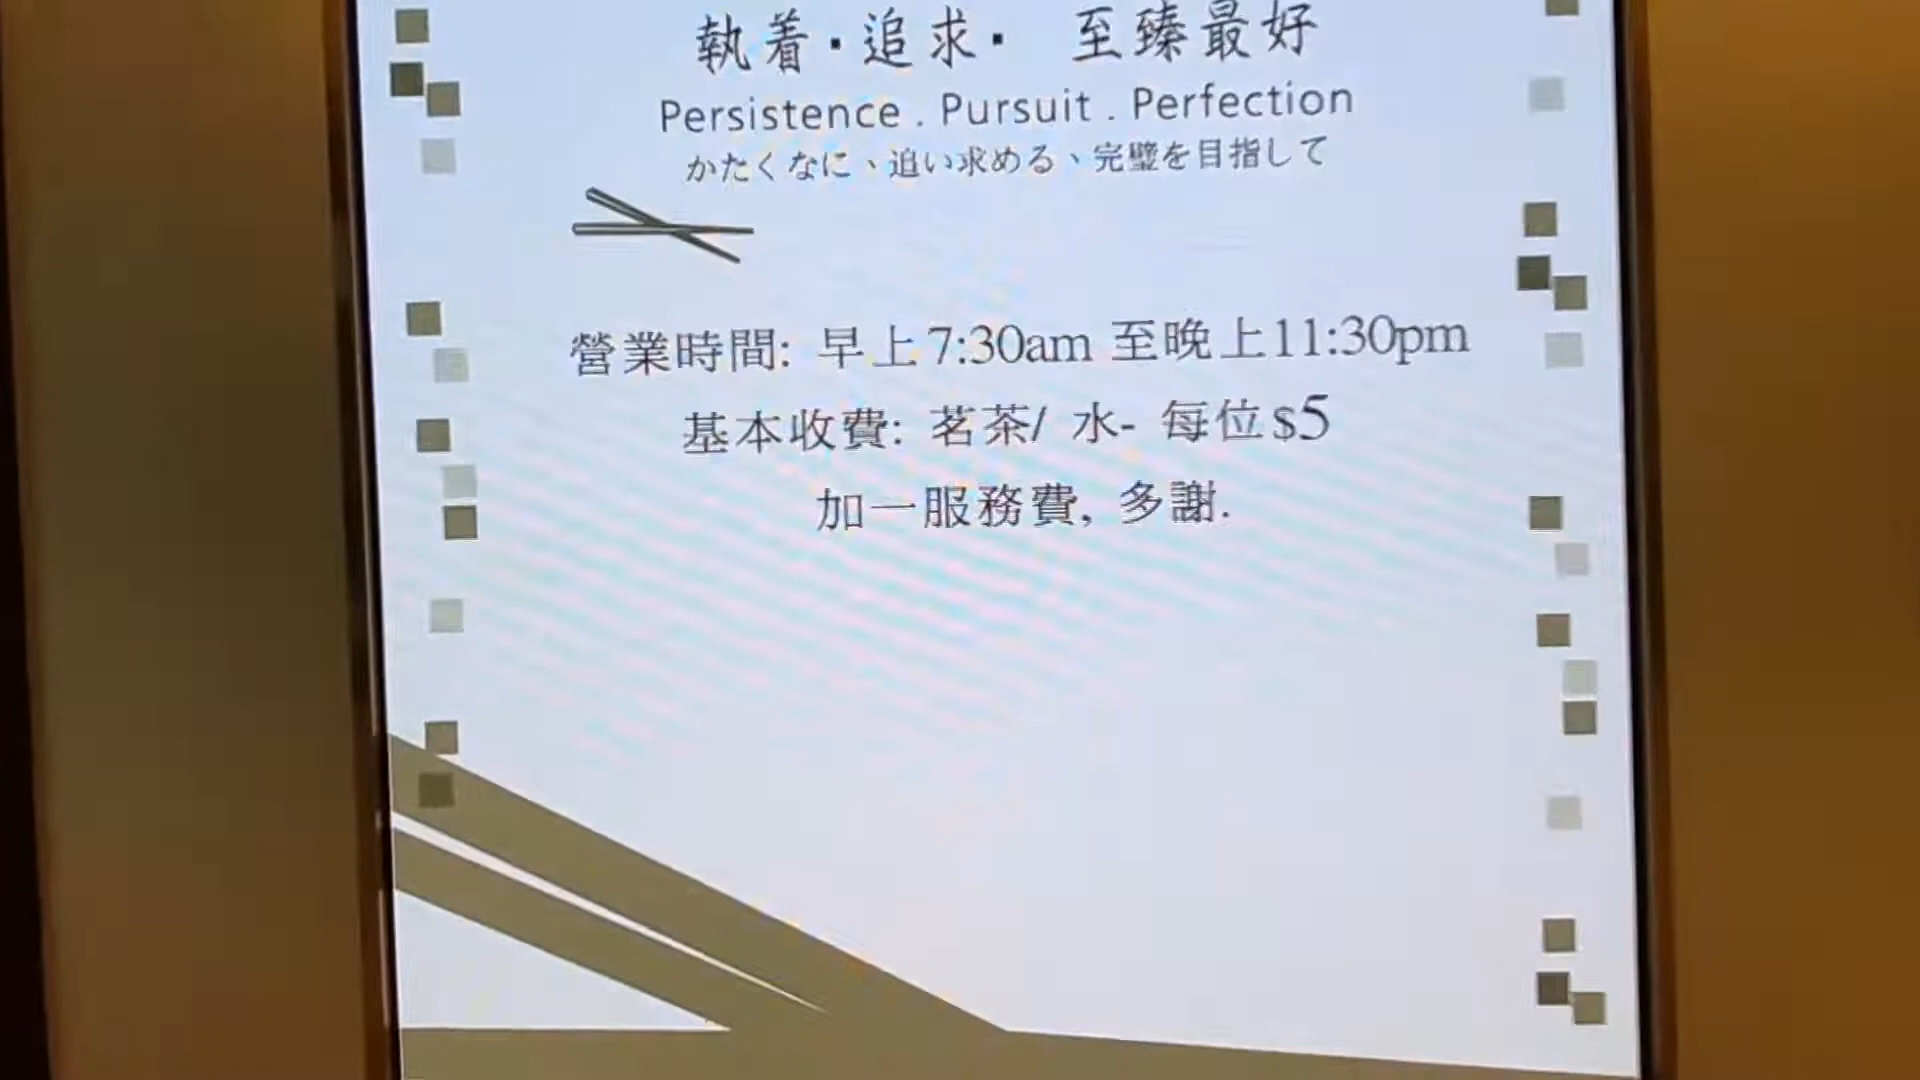 執着·追求· 至臻最好
Persistence . Pursuit . Perfection
かたくなに、追い求める、完璧を目指して
營業時間: 早上7:30am 至晚上11:30pm
基本收費: 茗茶/ 水- 每位$5
加一服務費, 多謝.